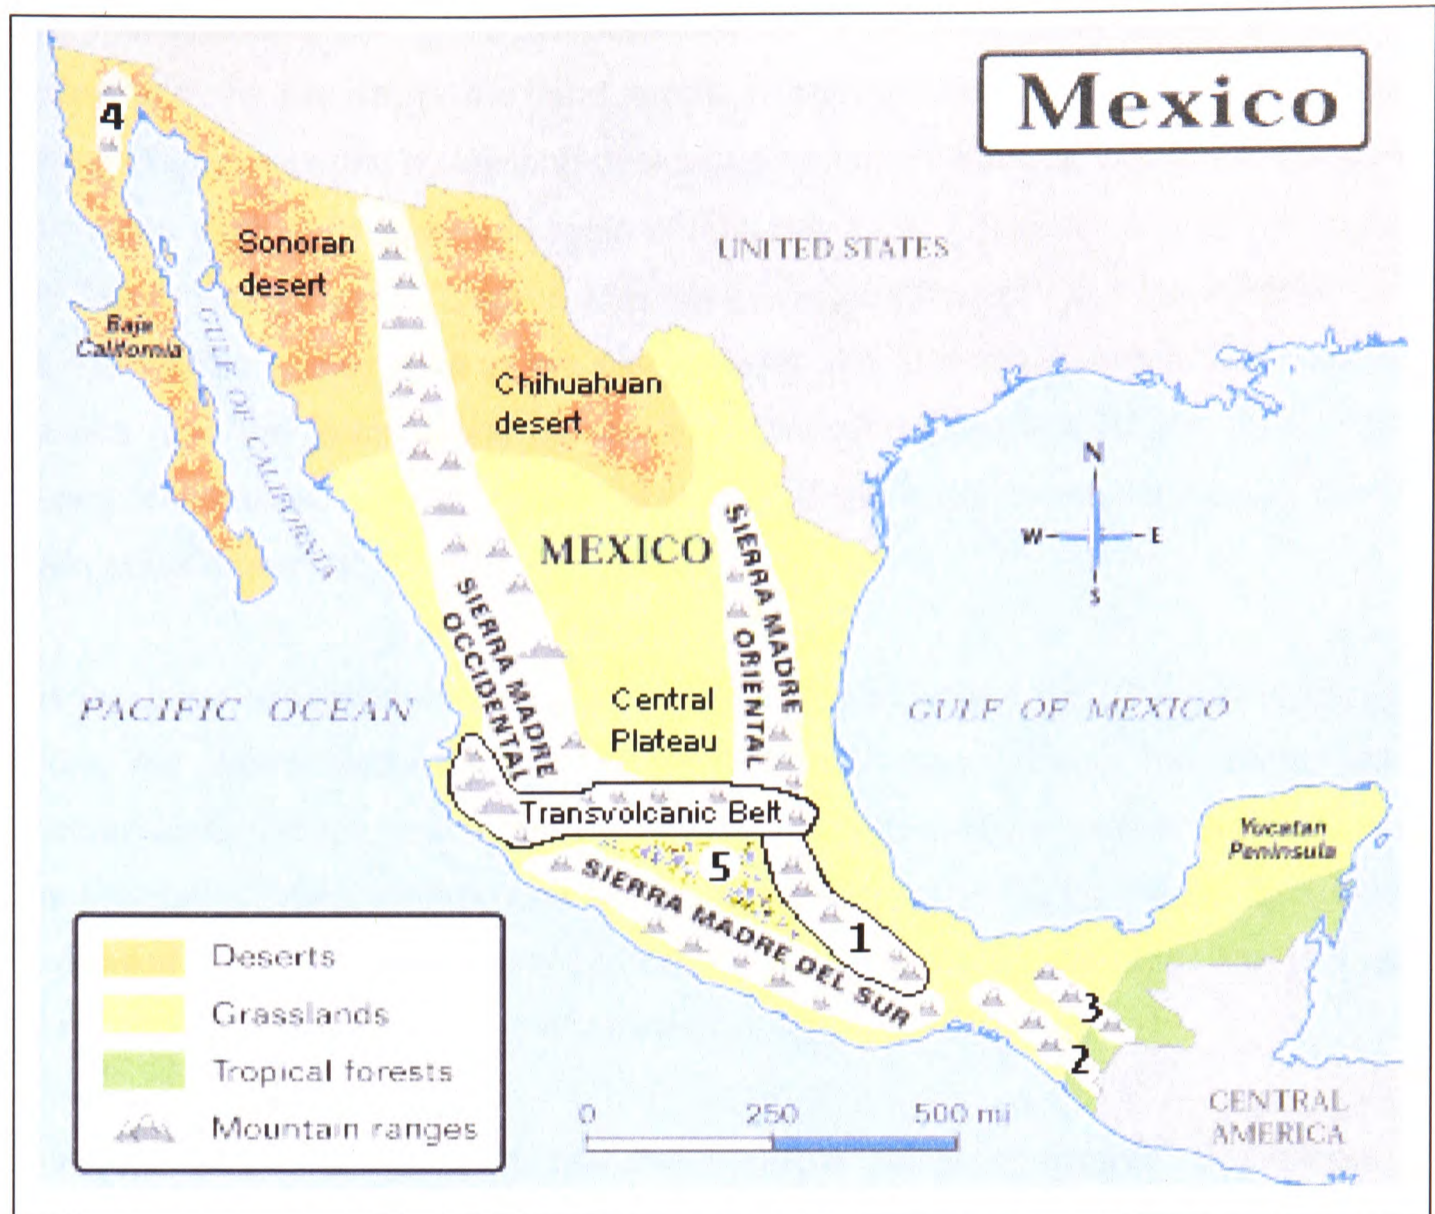 Mexico
4
UNITED STATES
Sonoran
desert
Baja
California
GULF OF CALIFORNIA
Chihuahuan
desert
N
W
E
S
MEXICO
SIERRA MADRE
OCCIDENTAL
SIERRA MADRE
ORIENTAL
Central
Plateau
PACIFIC OCEAN
GULF OF MEXICO
Transvolcanic Belt
Yucatan
Peninsula
5
SIERRA MADRE DEL SUR
1
3
2
Deserts
Grasslands
Tropical forests
Mountain ranges
0 250 500 mi
CENTRAL
AMERICA